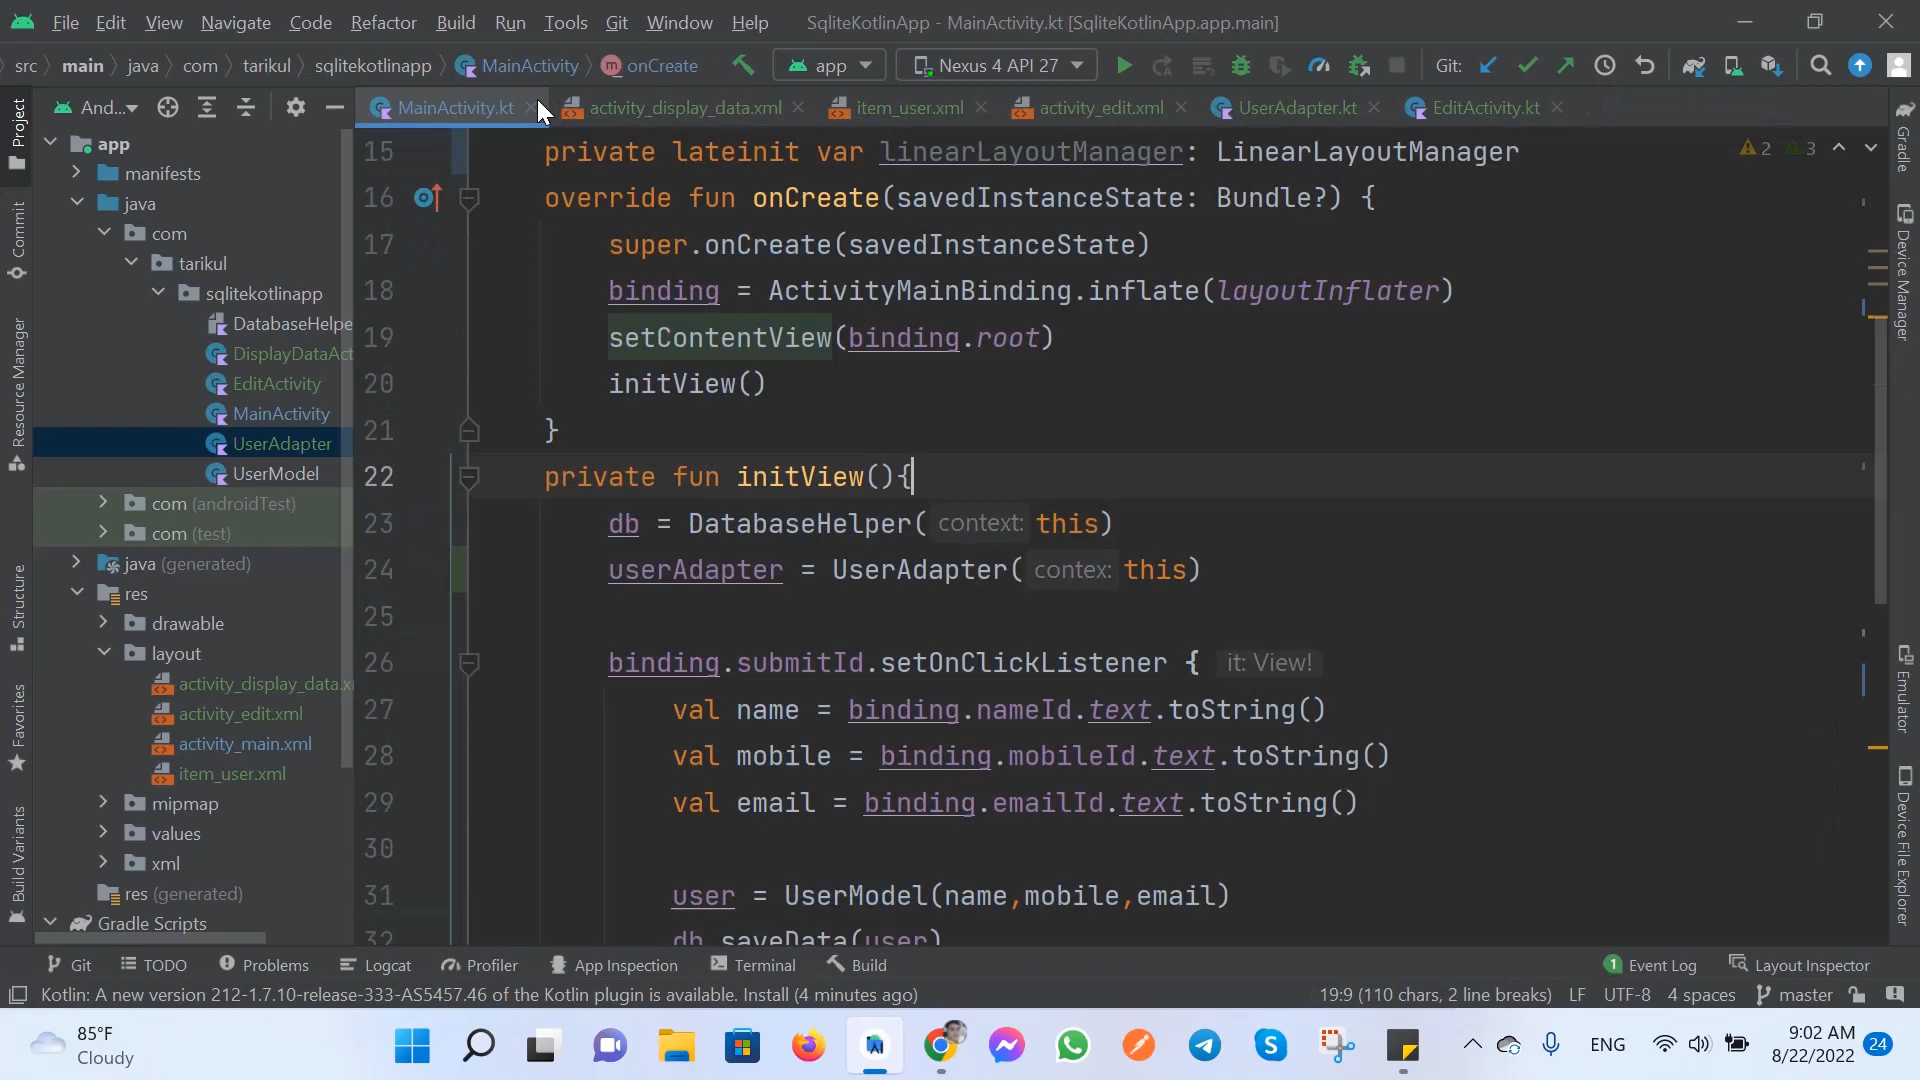 File Edit View Navigate Code Refactor Build Run Tools Git Window Help SqliteKotlinApp - MainActivity.kt [SqliteKotlinApp.app.main]
src main java com tarikul sqlitekotlinapp MainActivity onCreate app Nexus 4 API 27 Git:
And... MainActivity.kt activity_display_data.xml item_user.xml activity_edit.xml UserAdapter.kt EditActivity.kt
Project
Commit
Resource Manager
Structure
Favorites
Build Variants
app
manifests
java
com
tarikul
sqlitekotlinapp
DatabaseHelpe
DisplayDataAct
EditActivity
MainActivity
UserAdapter
UserModel
com (androidTest)
com (test)
java (generated)
res
drawable
layout
activity_display_data.x
activity_edit.xml
activity_main.xml
item_user.xml
mipmap
values
xml
res (generated)
Gradle Scripts
2 3
15 private lateinit var linearLayoutManager: LinearLayoutManager
16 override fun onCreate(savedInstanceState: Bundle?) {
17 super.onCreate(savedInstanceState)
18 binding = ActivityMainBinding.inflate(layoutInflater)
19 setContentView(binding.root)
20 initView()
21 }
22 private fun initView(){
23 db = DatabaseHelper( context: this)
24 userAdapter = UserAdapter( contex: this)
25
26 binding.submitId.setOnClickListener { it: View!
27 val name = binding.nameId.text.toString()
28 val mobile = binding.mobileId.text.toString()
29 val email = binding.emailId.text.toString()
30
31 user = UserModel(name,mobile,email)
32 db.saveData(user)
Gradle
Device Manager
Emulator
Device File Explorer
Git TODO Problems Logcat Profiler App Inspection Terminal Build 1 Event Log Layout Inspector
Kotlin: A new version 212-1.7.10-release-333-AS5457.46 of the Kotlin plugin is available. Install (4 minutes ago) 19:9 (110 chars, 2 line breaks) LF UTF-8 4 spaces master
85°F
Cloudy
ENG
9:02 AM
8/22/2022
24